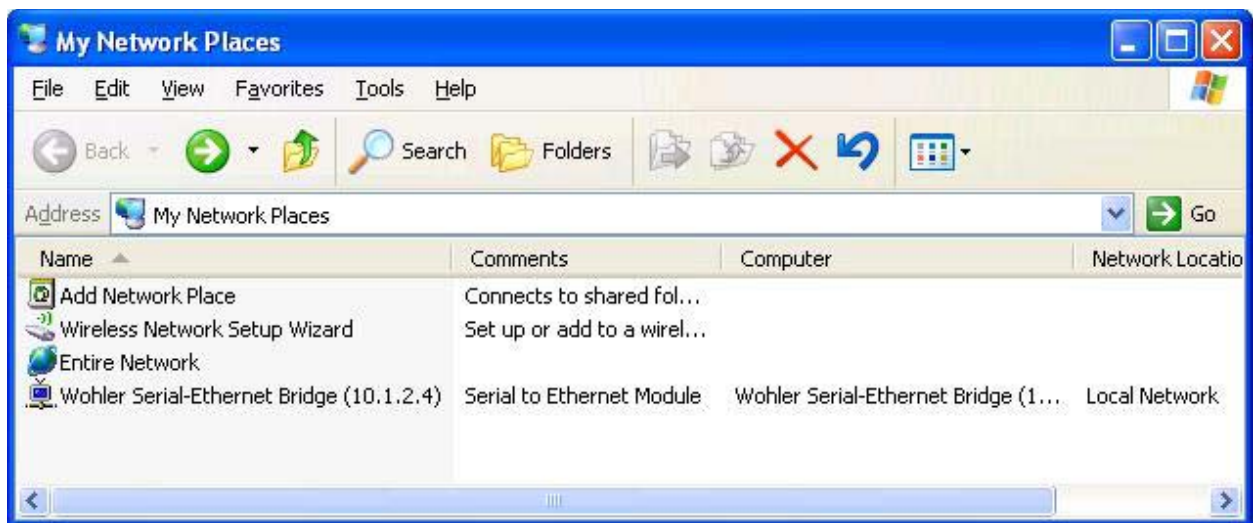 My Network Places
File Edit View Favorites Tools Help
Back Search Folders
Address My Network Places Go
Name Comments Computer Network Locatio
Add Network Place Connects to shared fol...
Wireless Network Setup Wizard Set up or add to a wirel...
Entire Network
Wohler Serial-Ethernet Bridge (10.1.2.4) Serial to Ethernet Module Wohler Serial-Ethernet Bridge (1... Local Network